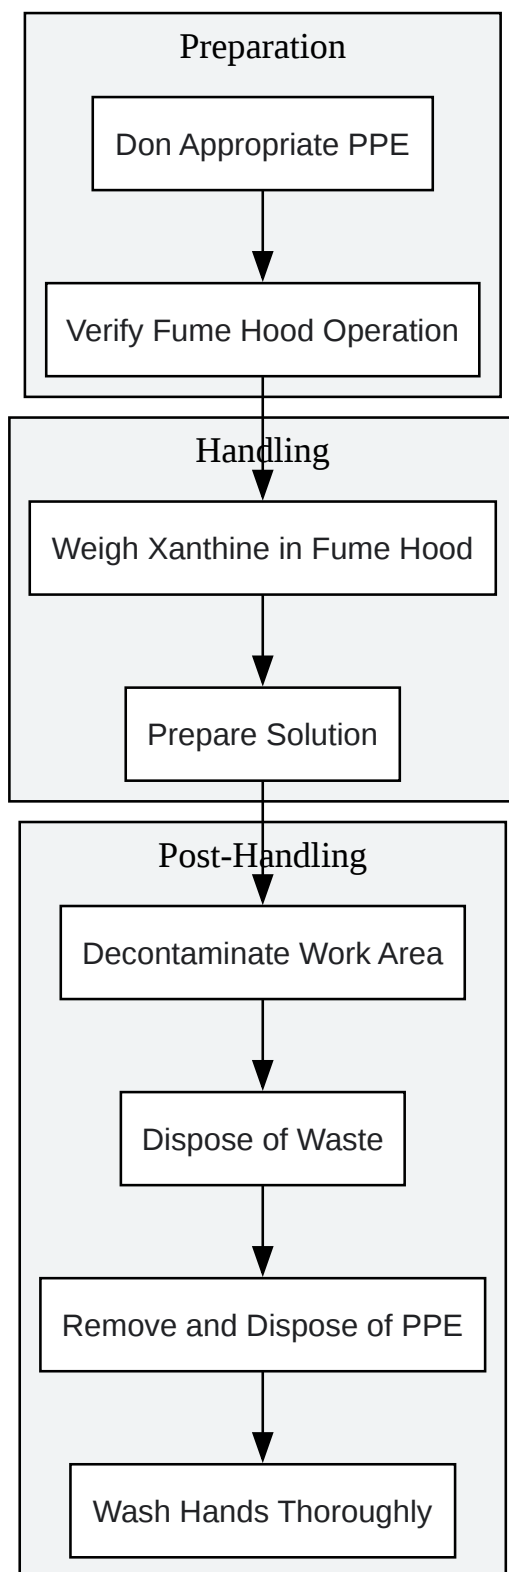 Preparation
Don Appropriate PPE
Verify Fume Hood Operation
Handling
Weigh Xanthine in Fume Hood
Prepare Solution
Post-Handling
Decontaminate Work Area
Dispose of Waste
Remove and Dispose of PPE
Wash Hands Thoroughly